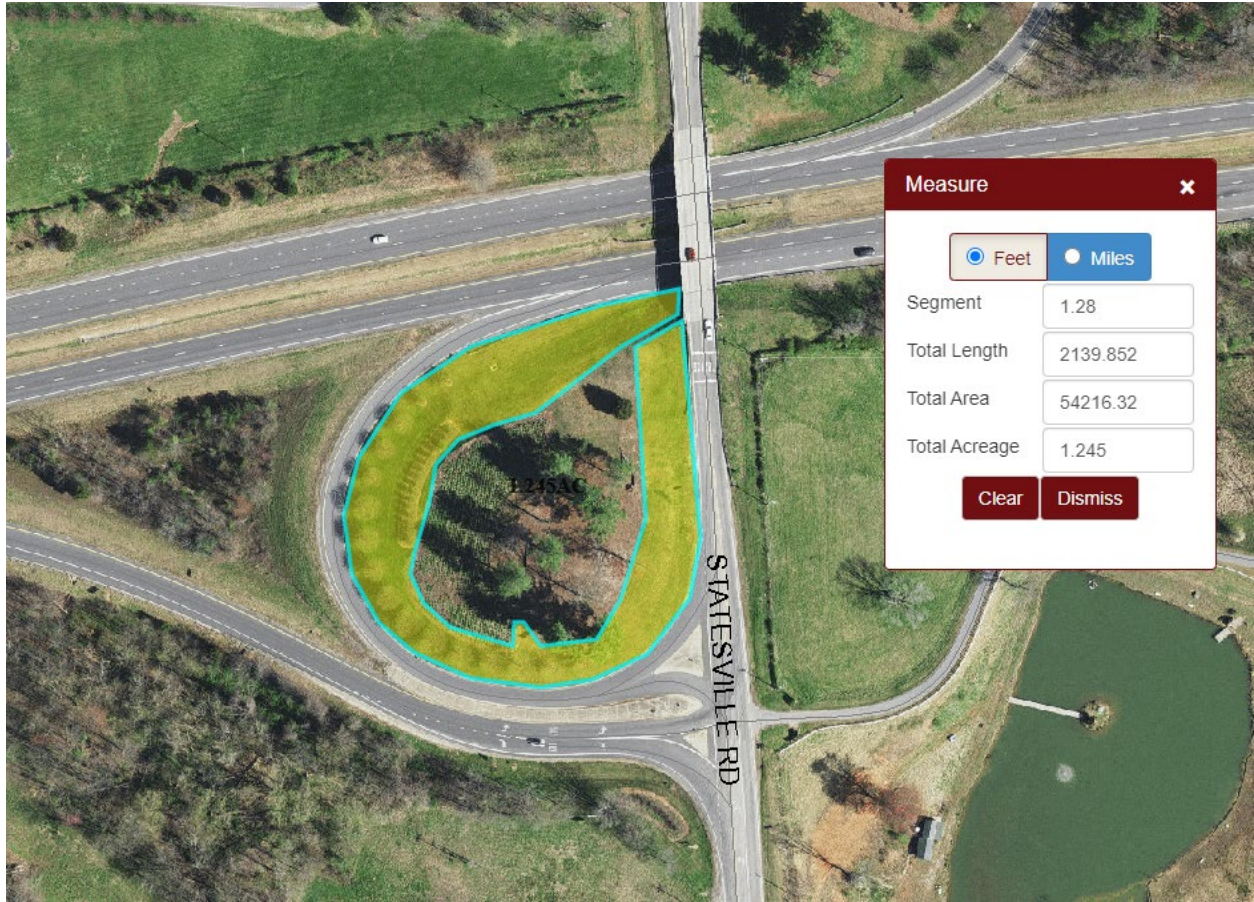 Measure ×
Feet
Miles
Segment 1.28
Total Length 2139.852
Total Area 54216.32
Total Acreage 1.245
Clear Dismiss
1.245AC
STATESVILLE RD